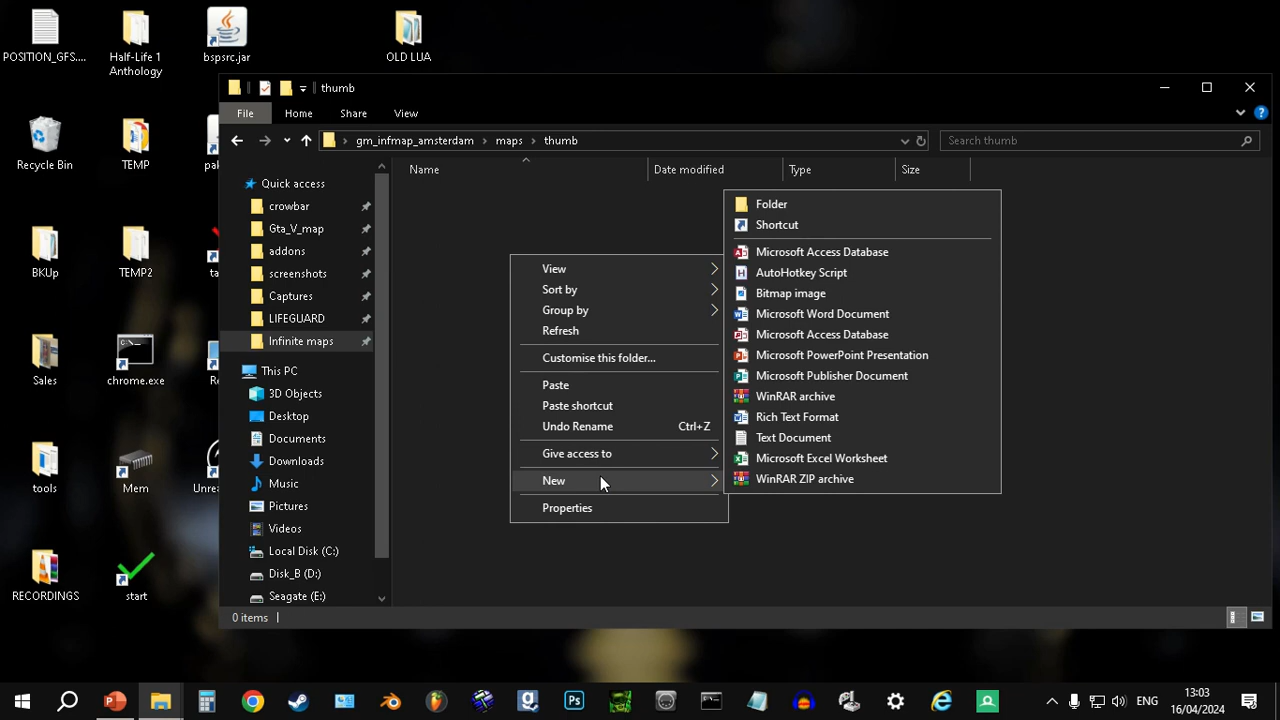 POSITION_GFS....
Half-Life 1
Anthology
bspsrc.jar
OLD LUA
thumb
File
Home
Share
View
gm_infmap_amsterdam
maps
thumb
Search thumb
Name
Date modified
Type
Size
Recycle Bin
TEMP
BKUp
TEMP2
Sales
chrome.exe
tools
Mem
RECORDINGS
start
Quick access
crowbar
Gta_V_map
addons
screenshots
Captures
LIFEGUARD
Infinite maps
This PC
3D Objects
Desktop
Documents
Downloads
Music
Pictures
Videos
Local Disk (C:)
Disk_B (D:)
Seagate (E:)
View
Sort by
Group by
Refresh
Customise this folder...
Paste
Paste shortcut
Undo Rename Ctrl+Z
Give access to
New
Properties
Folder
Shortcut
Microsoft Access Database
AutoHotkey Script
Bitmap image
Microsoft Word Document
Microsoft Access Database
Microsoft PowerPoint Presentation
Microsoft Publisher Document
WinRAR archive
Rich Text Format
Text Document
Microsoft Excel Worksheet
WinRAR ZIP archive
0 items
ENG
13:03
16/04/2024